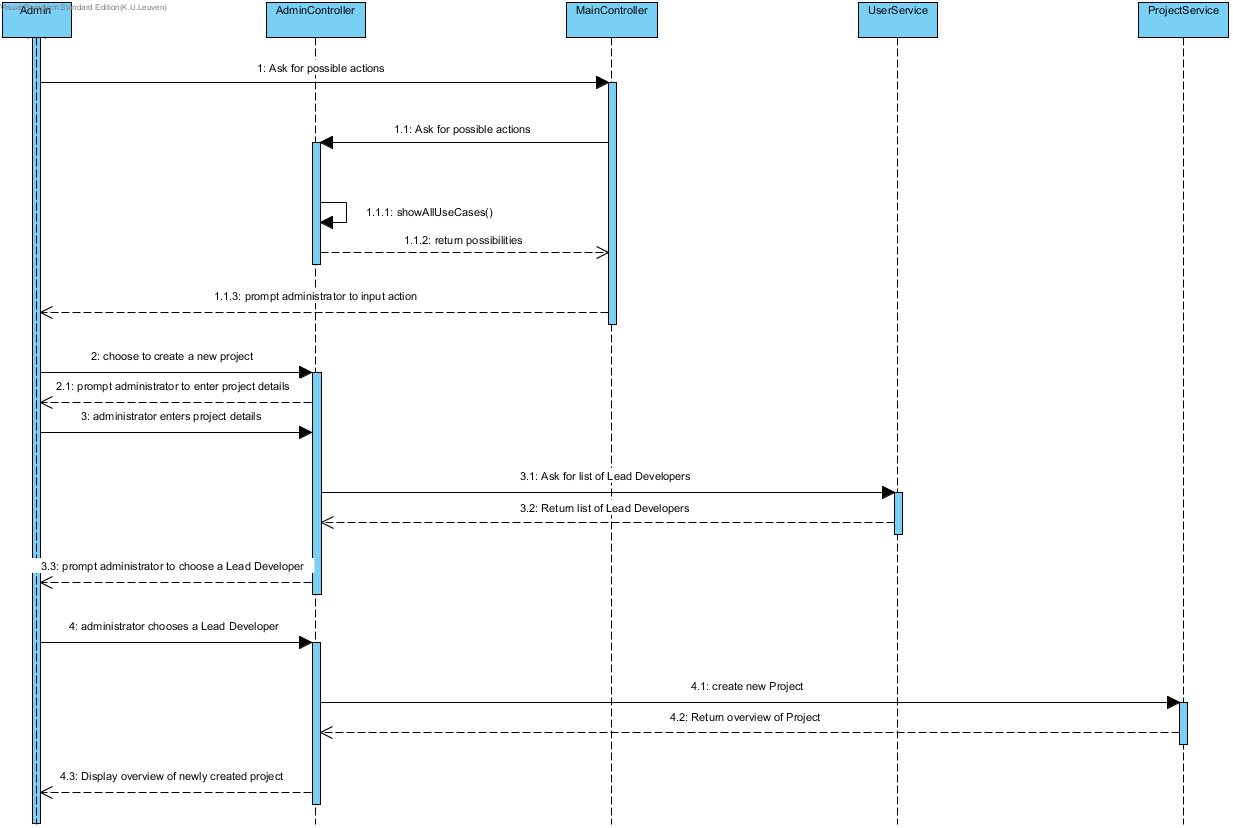 Visual Paradigm Standard Edition(K.U.Leuven)
Admin
AdminController
MainController
UserService
ProjectService
1: Ask for possible actions
1.1: Ask for possible actions
1.1.1: showAllUseCases()
1.1.2: return possibilities
1.1.3: prompt administrator to input action
2: choose to create a new project
2.1: prompt administrator to enter project details
3: administrator enters project details
3.1: Ask for list of Lead Developers
3.2: Return list of Lead Developers
3.3: prompt administrator to choose a Lead Developer
4: administrator chooses a Lead Developer
4.1: create new Project
4.2: Return overview of Project
4.3: Display overview of newly created project